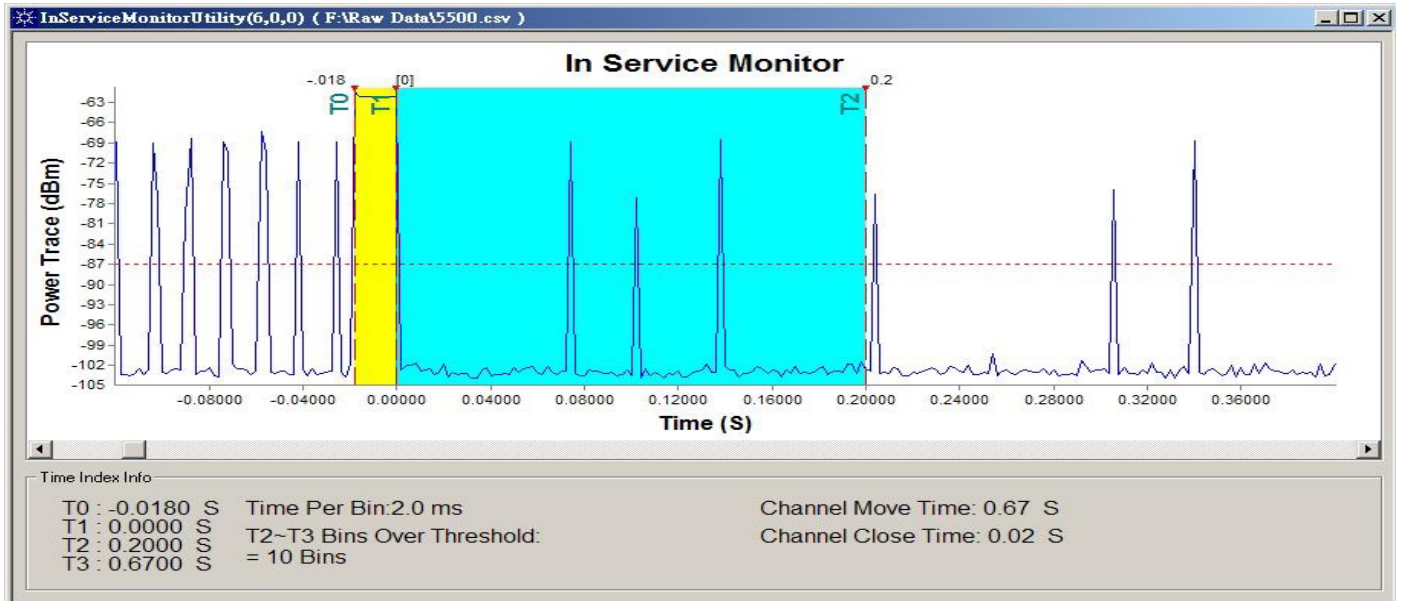 InServiceMonitorUtility(6,0,0) ( F:\Raw Data\5500.csv )
In Service Monitor
-.018 [0] 0.2
T0 T1 T2
Power Trace (dBm)
-63
-66
-69
-72
-75
-78
-81
-84
-87
-90
-93
-96
-99
-102
-105
-0.08000 -0.04000 0.00000 0.04000 0.08000 0.12000 0.16000 0.20000 0.24000 0.28000 0.32000 0.36000
Time (S)
Time Index Info
T0 : -0.0180 S
T1 : 0.0000 S
T2 : 0.2000 S
T3 : 0.6700 S
Time Per Bin:2.0 ms
T2~T3 Bins Over Threshold:
= 10 Bins
Channel Move Time: 0.67 S
Channel Close Time: 0.02 S